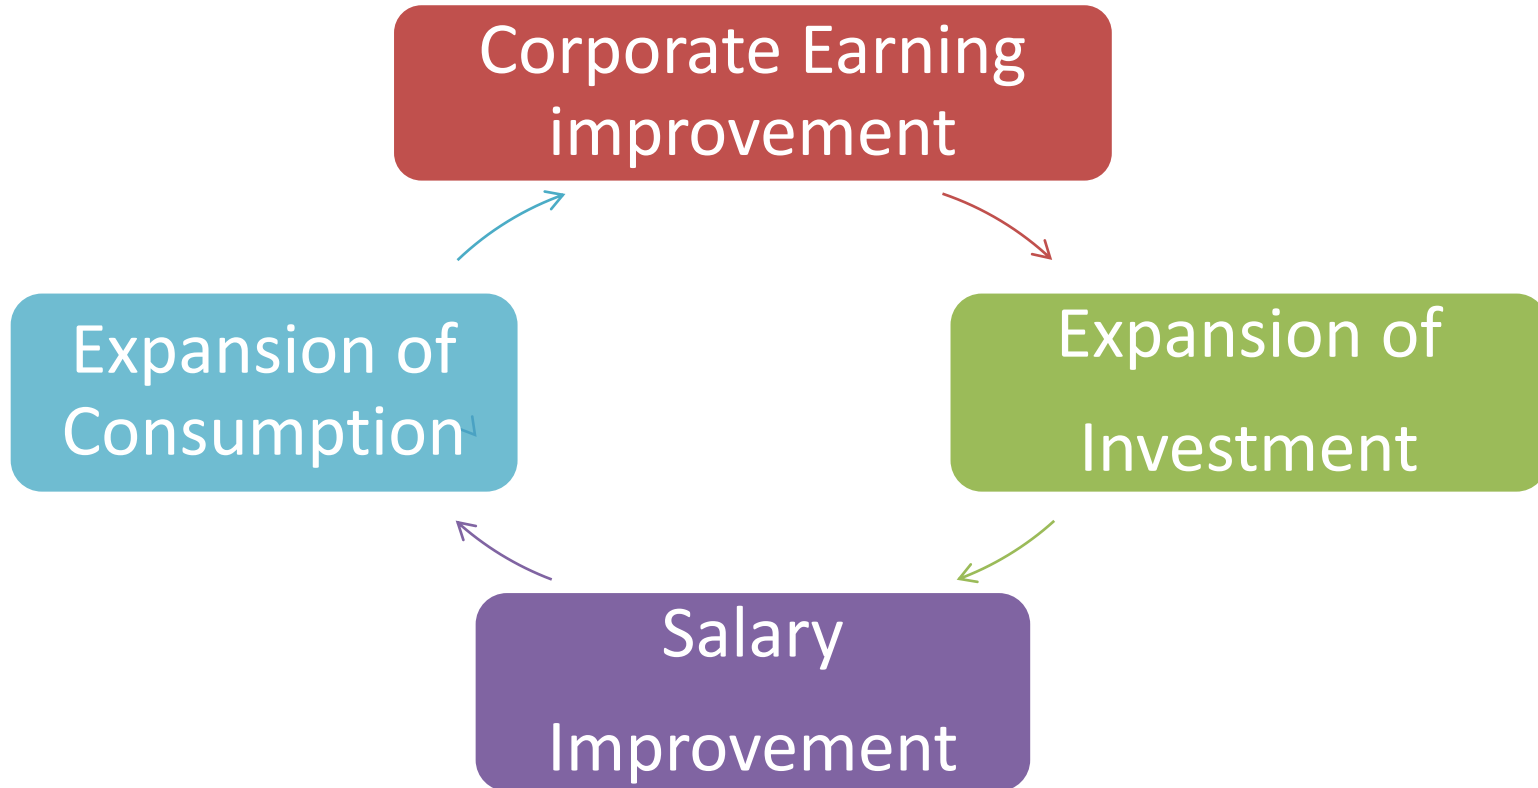 Corporate Earning
improvement
Expansion of
Consumption
Expansion of
Investment
Salary
Improvement